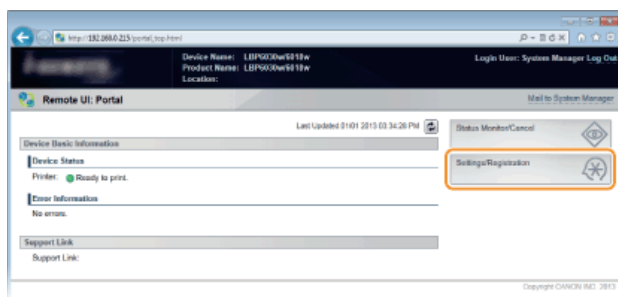 http://192.168.0.215/portal_top.html
Device Name: LBP6030w/6018w
Product Name: LBP6030w/6018w
Location:
Login User: System Manager Log Out
Remote UI: Portal
Mail to System Manager
Last Updated 01/01 2013 03:34:26 PM
Device Basic Information
Device Status
Printer: Ready to print.
Error Information
No errors.
Support Link
Support Link:
Status Monitor/Cancel
Settings/Registration
Copyright CANON INC. 2013